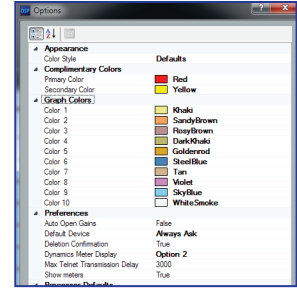 DSP Options
Appearance
Color Style Defaults
Complimentary Colors
Primary Color Red
Secondary Color Yellow
Graph Colors
Color 1 Khaki
Color 2 SandyBrown
Color 3 RosyBrown
Color 4 DarkKhaki
Color 5 Goldenrod
Color 6 SteelBlue
Color 7 Tan
Color 8 Violet
Color 9 SkyBlue
Color 10 WhiteSmoke
Preferences
Auto Open Gains False
Default Device Always Ask
Deletion Confirmation True
Dynamics Meter Display Option 2
Max Telnet Transmission Delay 3000
Show meters True
Processor Defaults